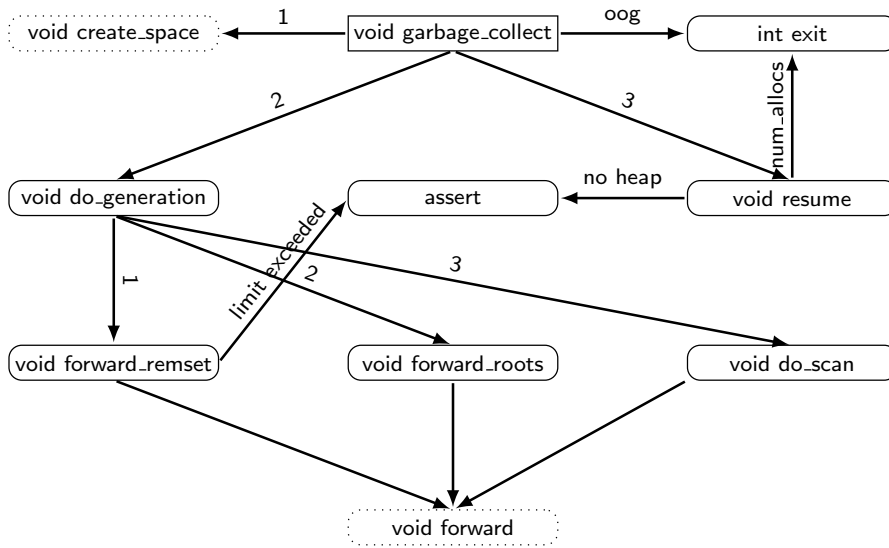 void create_space
1
void garbage_collect
oog
int exit
2
3
num_allocs
void do_generation
assert
no heap
void resume
limit exceeded
1
2
3
void forward_remset
void forward_roots
void do_scan
void forward